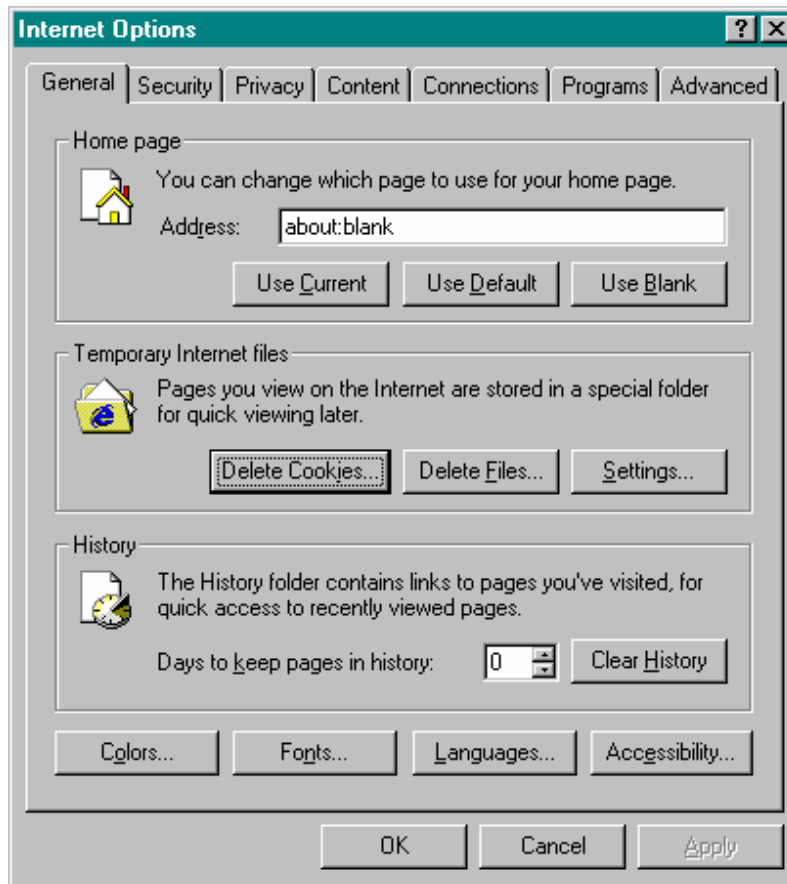 Internet Options
General Security Privacy Content Connections Programs Advanced
Home page
You can change which page to use for your home page.
Address: about:blank
Use Current Use Default Use Blank
Temporary Internet files
Pages you view on the Internet are stored in a special folder
for quick viewing later.
Delete Cookies... Delete Files... Settings...
History
The History folder contains links to pages you've visited, for
quick access to recently viewed pages.
Days to keep pages in history: 0 Clear History
Colors... Fonts... Languages... Accessibility...
OK Cancel Apply